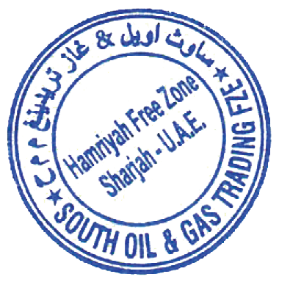 ساوث اويل & غاز تريدينغ م م ح
Hamriyah Free Zone
Sharjah - U.A.E.
SOUTH OIL & GAS TRADING FZE